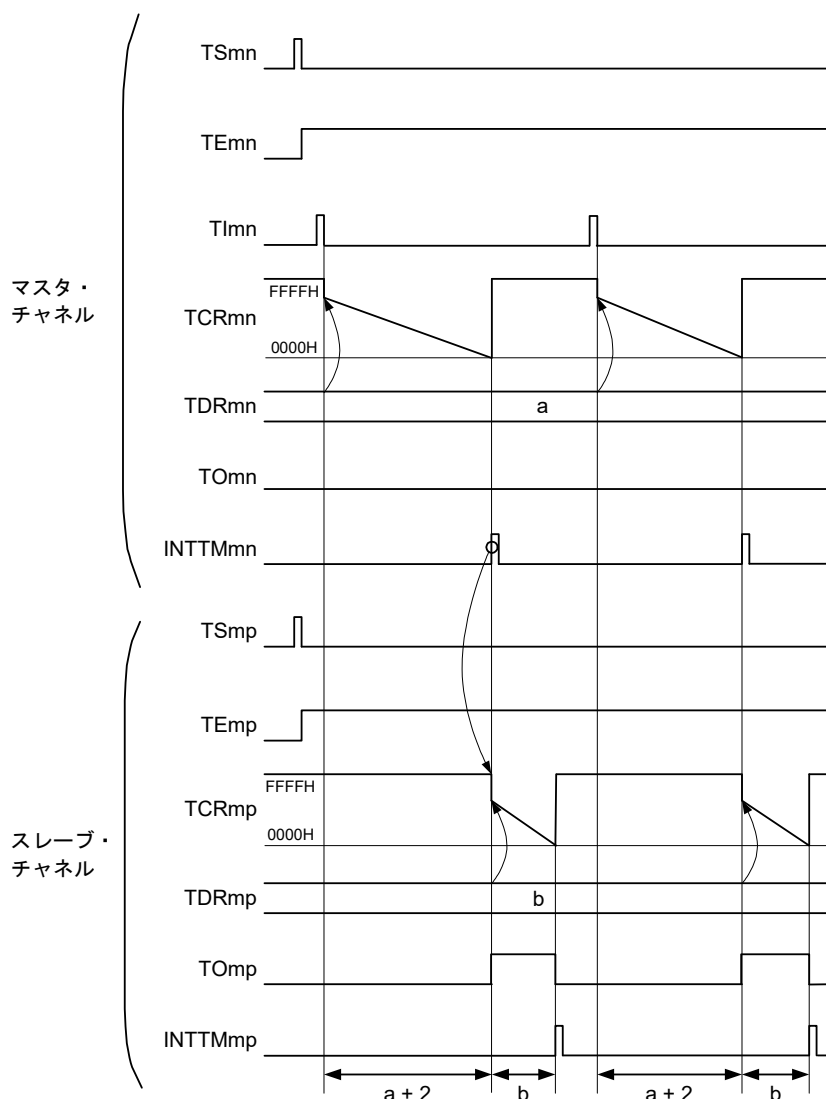 TSmn
TEmn
TImn
マスタ・
チャネル
FFFFH
TCRmn
0000H
TDRmn
a
TOmn
INTTMmn
TSmp
TEmp
FFFFH
TCRmp
0000H
スレーブ・
チャネル
TDRmp
b
TOmp
INTTMmp
a + 2 b a + 2 b